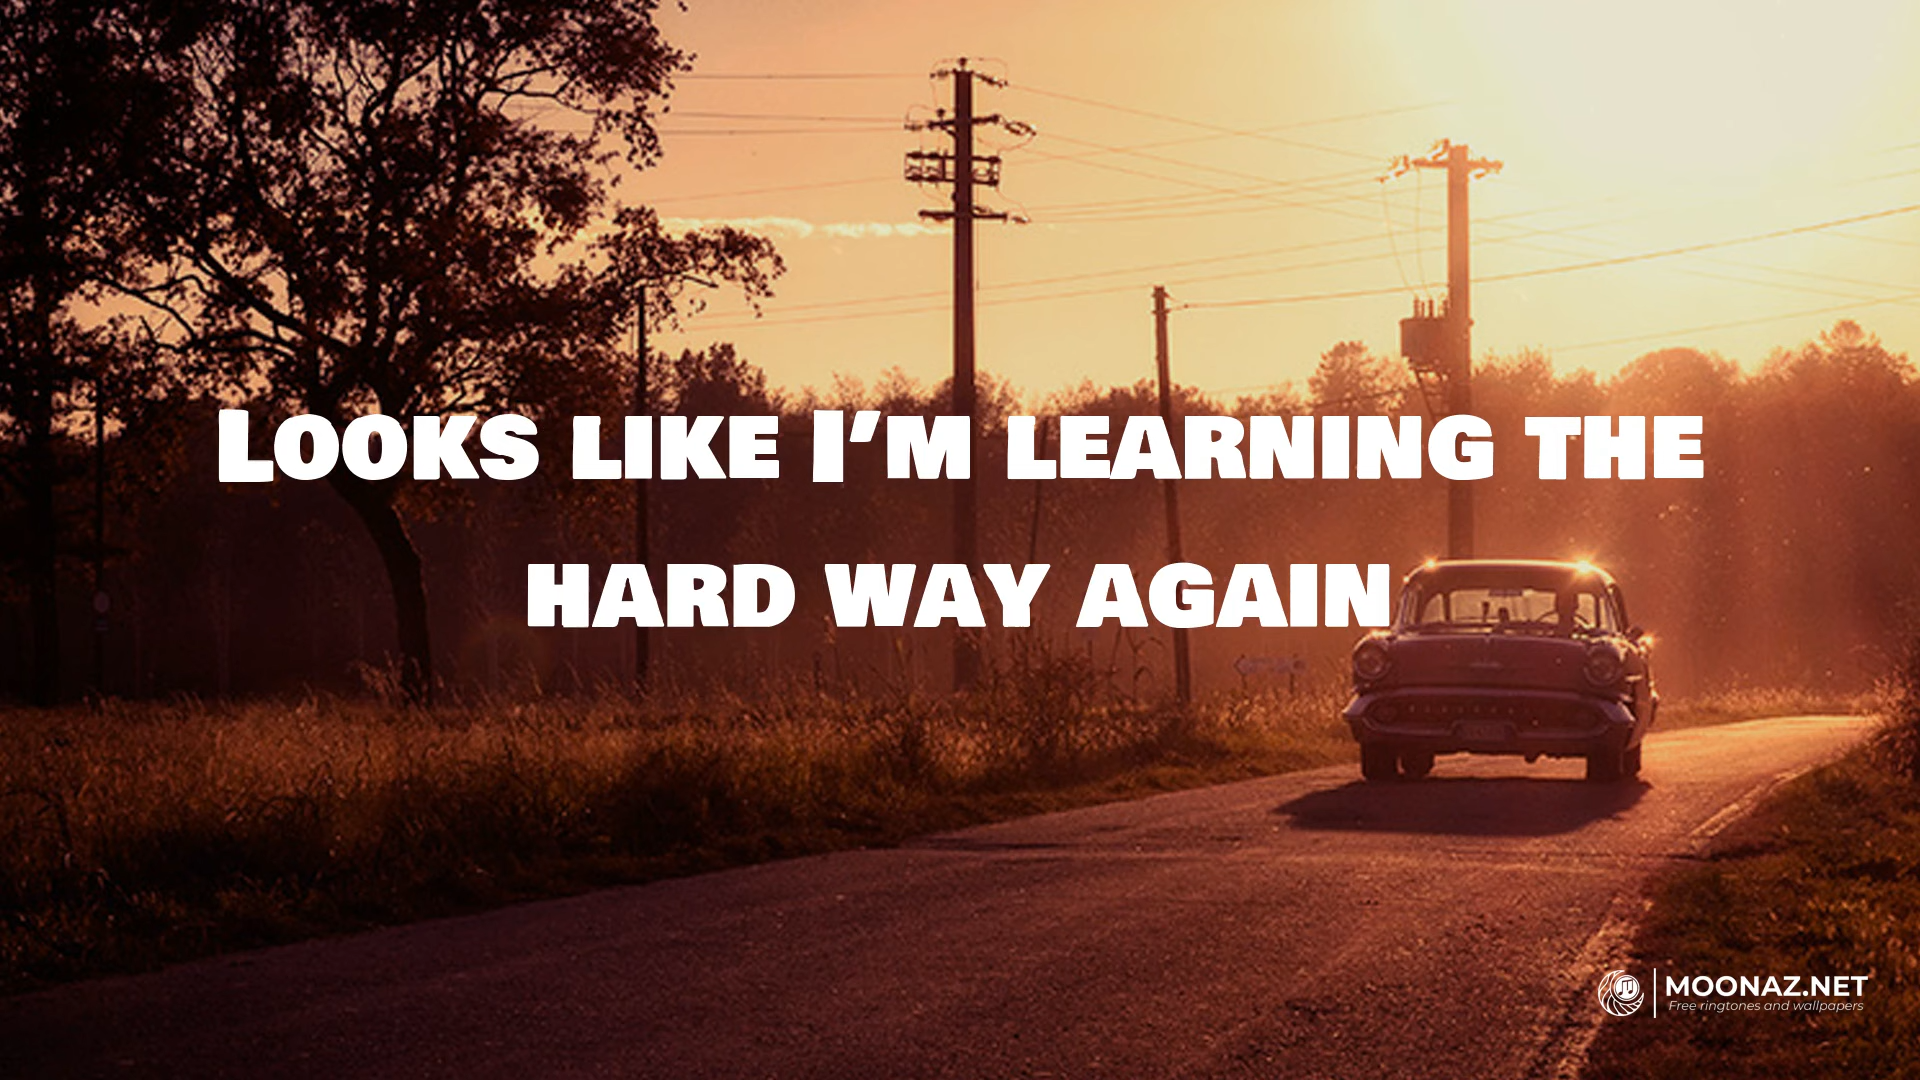 Looks like I'm learning the
hard way again
MOONAZ.NET
Free ringtones and wallpapers